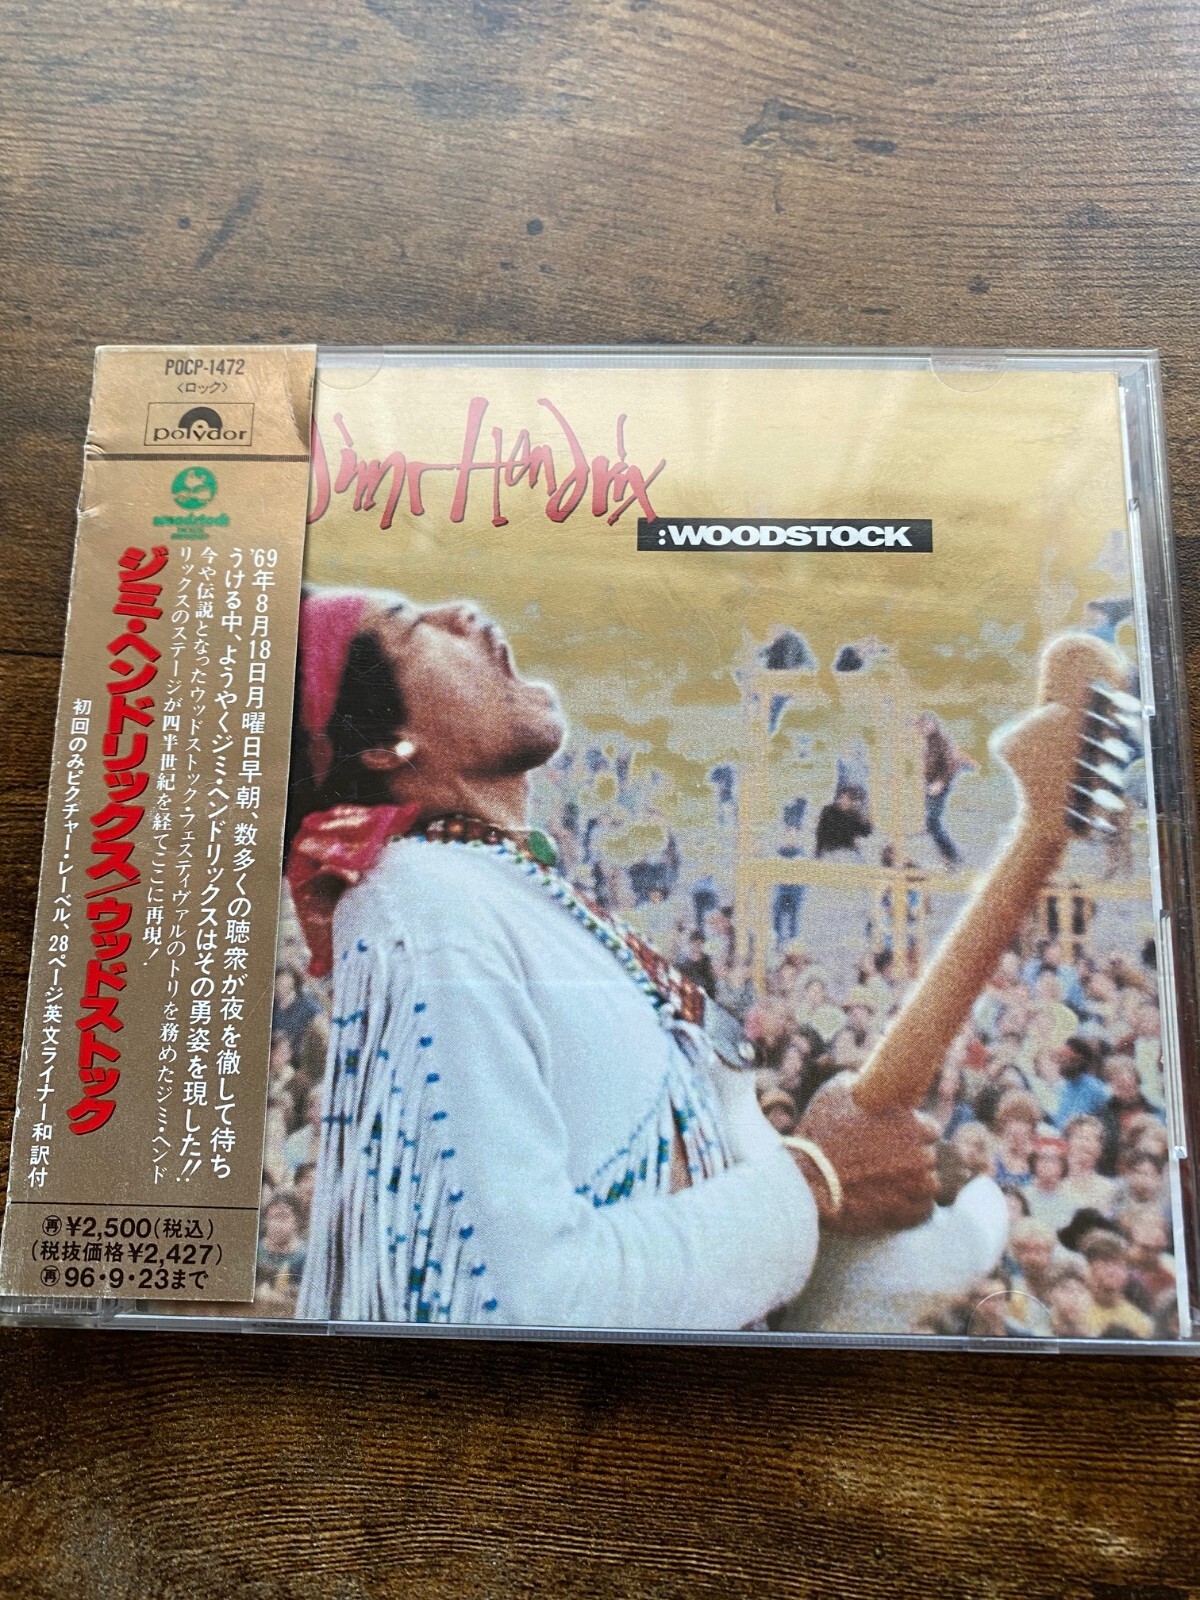 POCP-1472
〈ロック〉
polydor
woodstock
'69年8月18日月曜日早朝、数多くの聴衆が夜を徹して待ち
うける中、ようやくジミ・ヘンドリックスはその勇姿を現した!!
今や伝説となったウッドストック・フェスティヴァルのトリを務めたジミ・ヘンド
リックスのステージが四半世紀を経てここに再現!
ジミ・ヘンドリックス/ウッドストック
初回のみピクチャー・レーベル、28ページ英文ライナー和訳付
再¥2,500(税込)
(税抜価格¥2,427)
再96・9・23まで
Jimi Hendrix
:WOODSTOCK